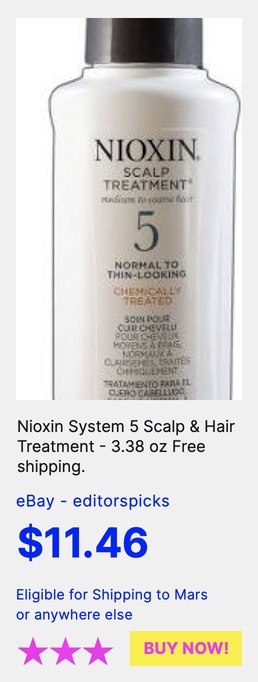 NIOXIN®
SCALP
TREATMENT*
medium to coarse hair
5
NORMAL TO
THIN-LOOKING
CHEMICALLY
TREATED
SOIN POUR
CUIR CHEVELU
POUR CHEVEUX
MOYENS À ÉPAIS,
NORMAUX À
CLAIRSEMÉS, TRAITÉS
CHIMIQUEMENT
TRATAMIENTO PARA EL
CUERO CABELLUDO,
Nioxin System 5 Scalp & Hair
Treatment - 3.38 oz Free
shipping.
eBay - editorspicks
$11.46
Eligible for Shipping to Mars
or anywhere else
BUY NOW!